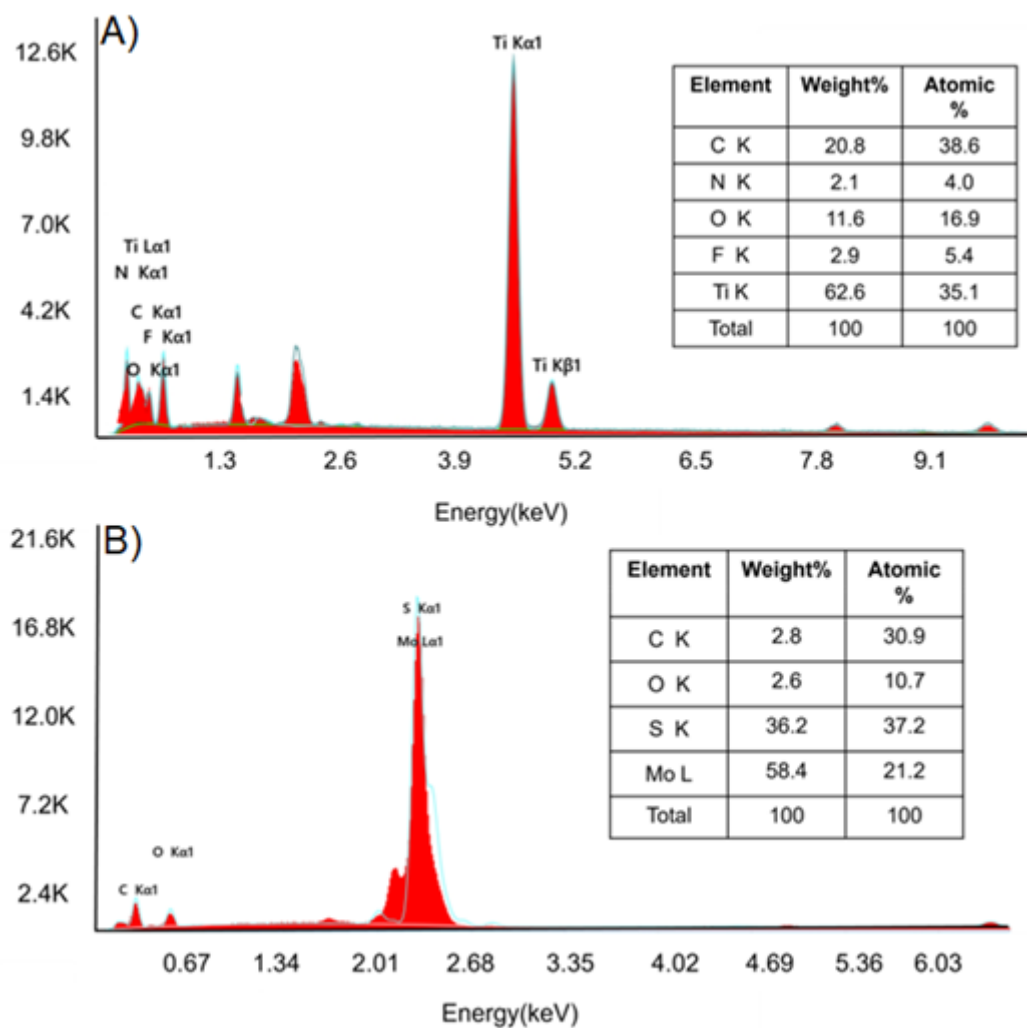 A)
12.6K
9.8K
7.0K
4.2K
1.4K
Ti Kα1
Ti Lα1
N Kα1
C Kα1
F Kα1
O Kα1
Ti Kβ1
Element Weight% Atomic %
C K 20.8 38.6
N K 2.1 4.0
O K 11.6 16.9
F K 2.9 5.4
Ti K 62.6 35.1
Total 100 100
1.3 2.6 3.9 5.2 6.5 7.8 9.1
Energy(keV)
B)
21.6K
16.8K
12.0K
7.2K
2.4K
S Kα1
Mo Lα1
O Kα1
C Kα1
Element Weight% Atomic %
C K 2.8 30.9
O K 2.6 10.7
S K 36.2 37.2
Mo L 58.4 21.2
Total 100 100
0.67 1.34 2.01 2.68 3.35 4.02 4.69 5.36 6.03
Energy(keV)